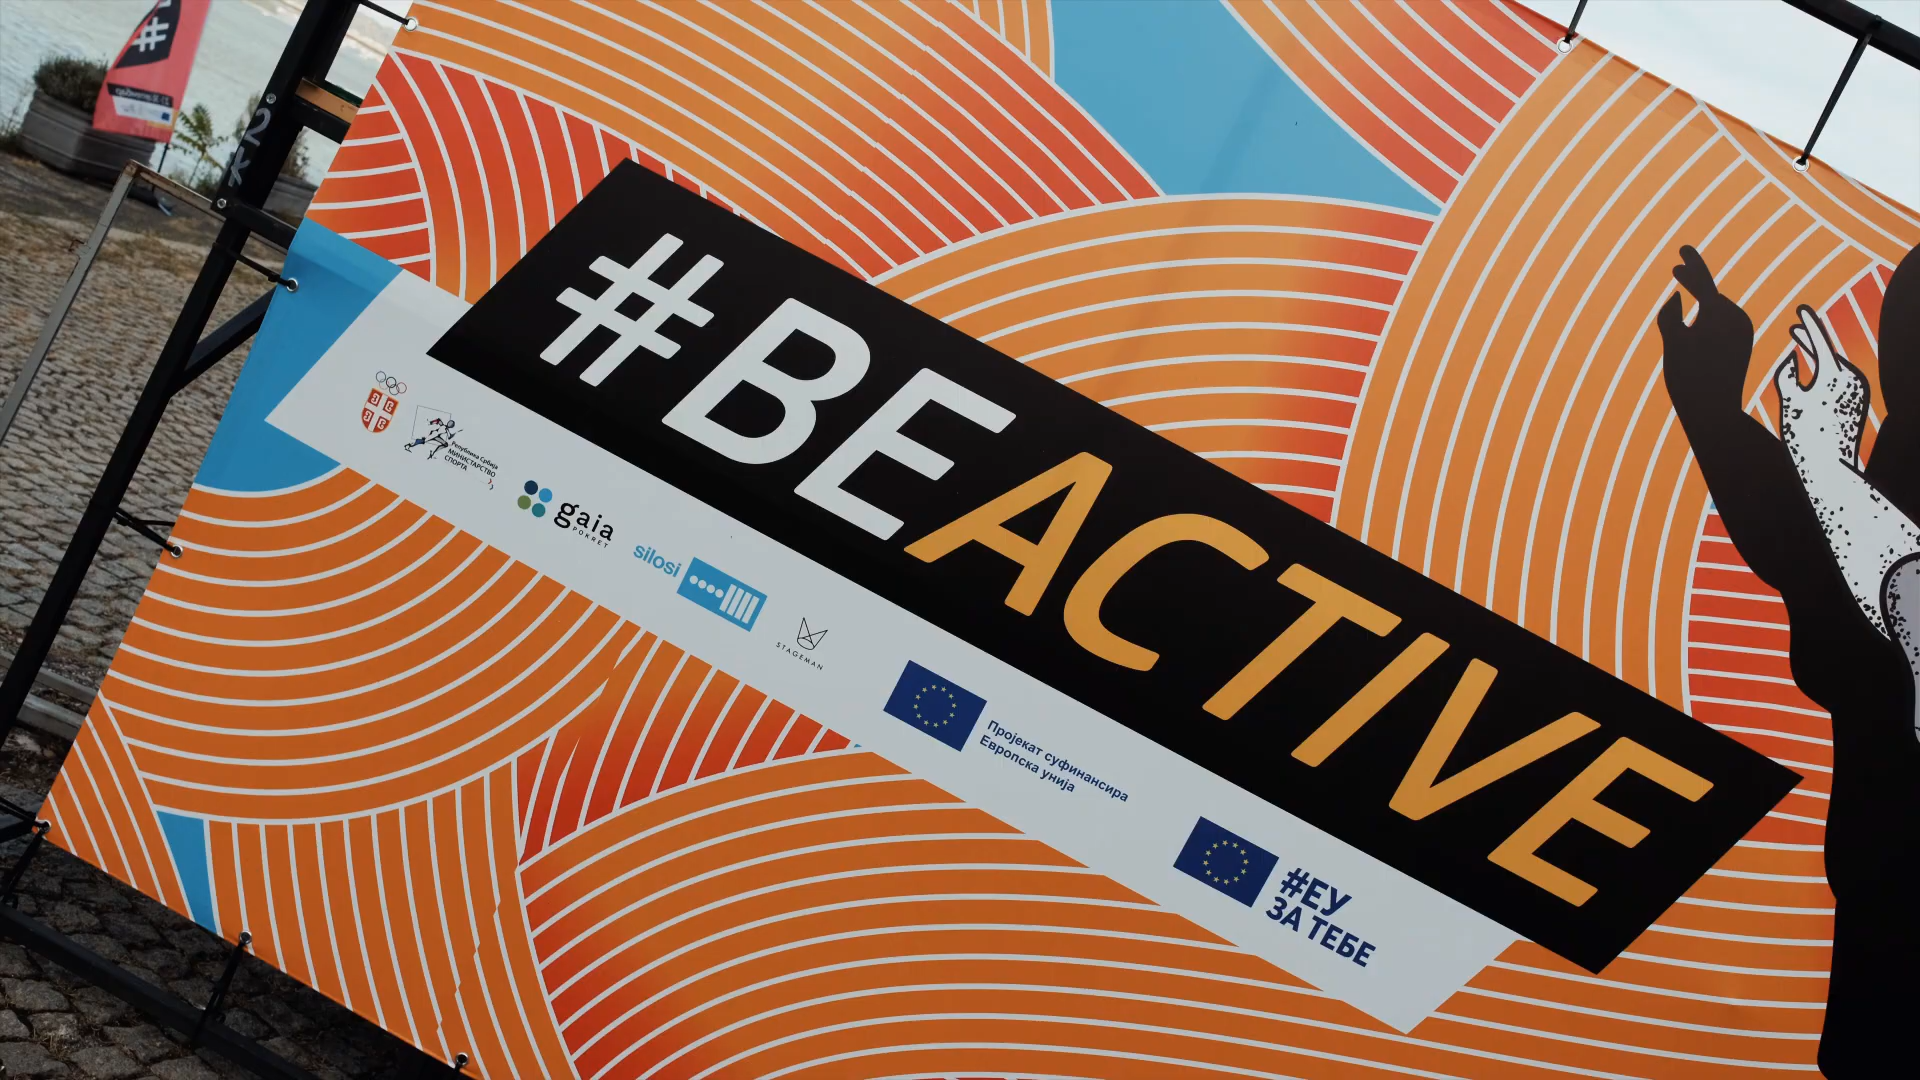 #BEACTIVE
Република Србија
МИНИСТАРСТВО
СПОРТА
gaia
POKRET
silosi
STAGEMAN
Пројекат суфинансира
Европска унија
#ЕУ
ЗА ТЕБЕ